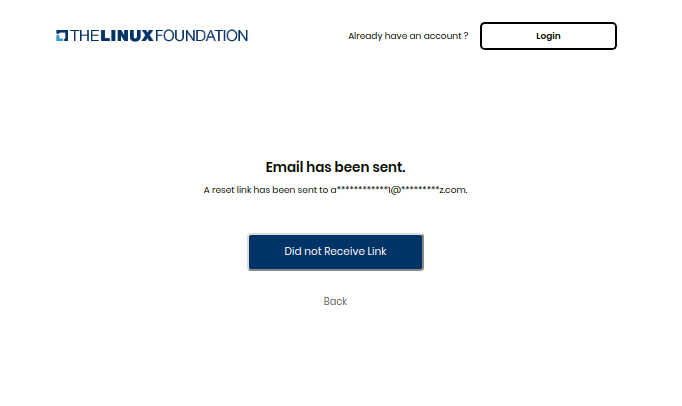 THE LINUX FOUNDATION
Already have an account ?
Login
Email has been sent.
A reset link has been sent to a************1@*********z.com.
Did not Receive Link
Back